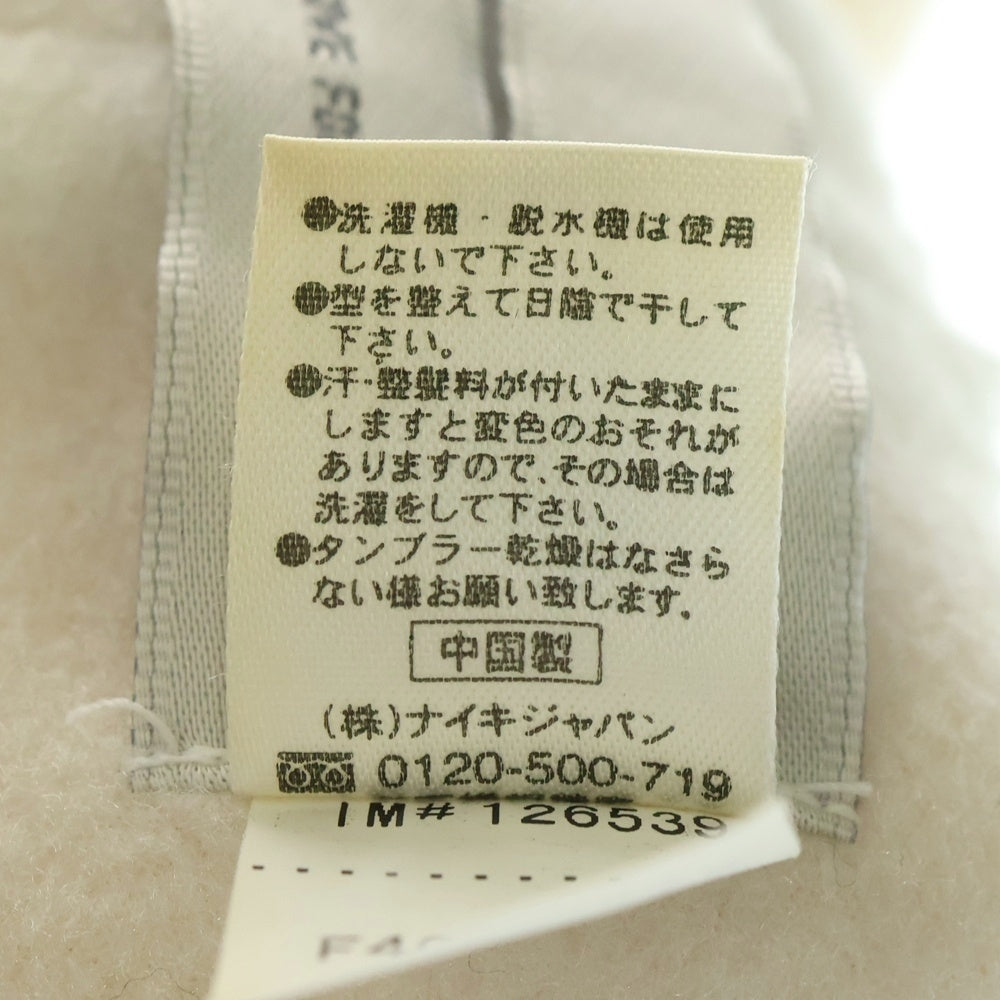 ●洗濯機・脱水機は使用
しないで下さい。
●型を整えて日陰で干して
下さい。
●汗・整髪料が付いたままに
しますと変色のおそれが
ありますので、その場合は
洗濯をして下さい。
●タンブラー乾燥はなさら
ない様お願い致します。
中国製
(株)ナイキジャパン
0120-500-719
IM# 126539